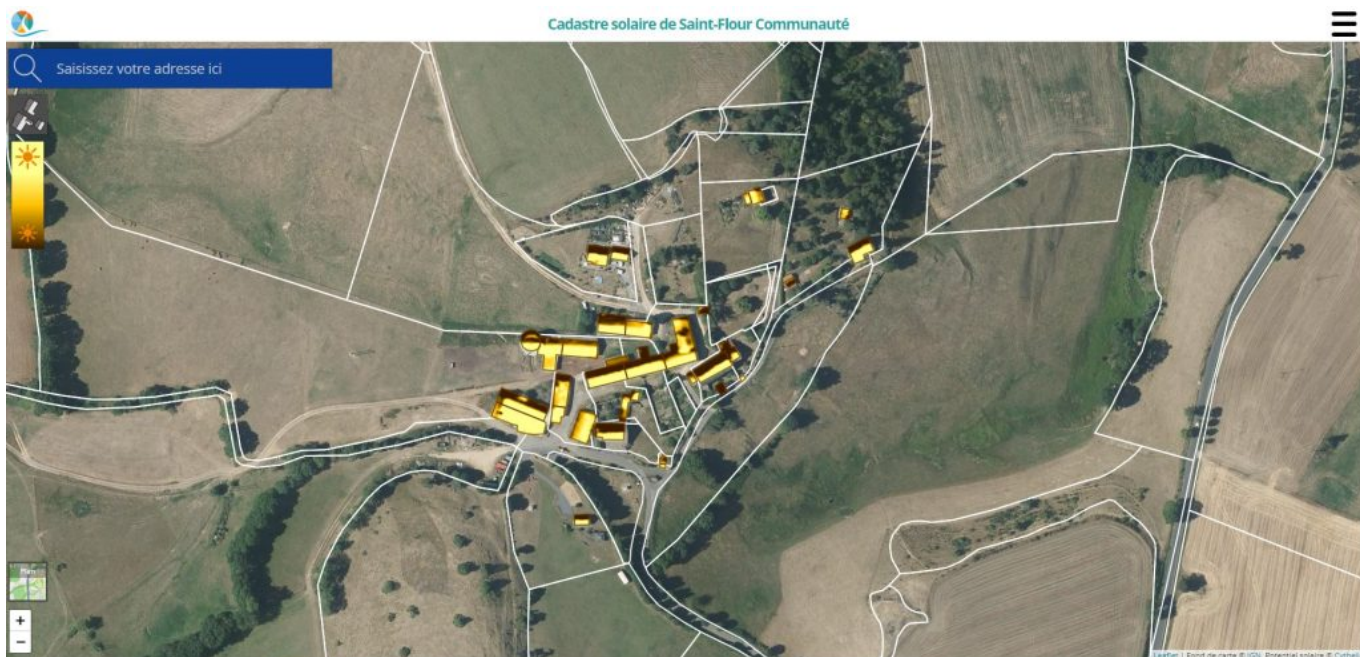 Cadastre solaire de Saint-Flour Communauté
Saisissez votre adresse ici
Plan
+
−
Leaflet | Fond de carte © IGN, Potentiel solaire © Cythelia